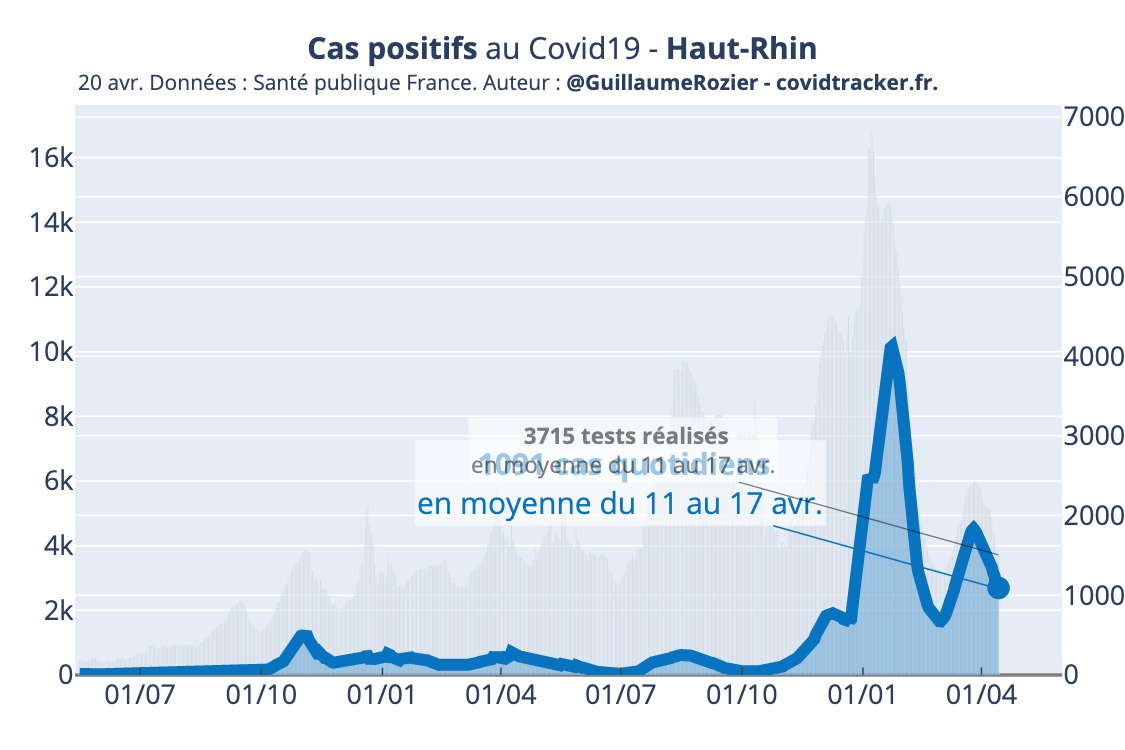 Cas positifs au Covid19 - Haut-Rhin
20 avr. Données : Santé publique France. Auteur : @GuillaumeRozier - covidtracker.fr.
7000
16k
6000
14k
5000
12k
10k
4000
8k
3000
3715 tests réalisés
en moyenne du 11 au 17 avr.
1091 cas quotidiens
6k
en moyenne du 11 au 17 avr.
2000
4k
1000
2k
0
0
01/07
01/10
01/01
01/04
01/07
01/10
01/01
01/04